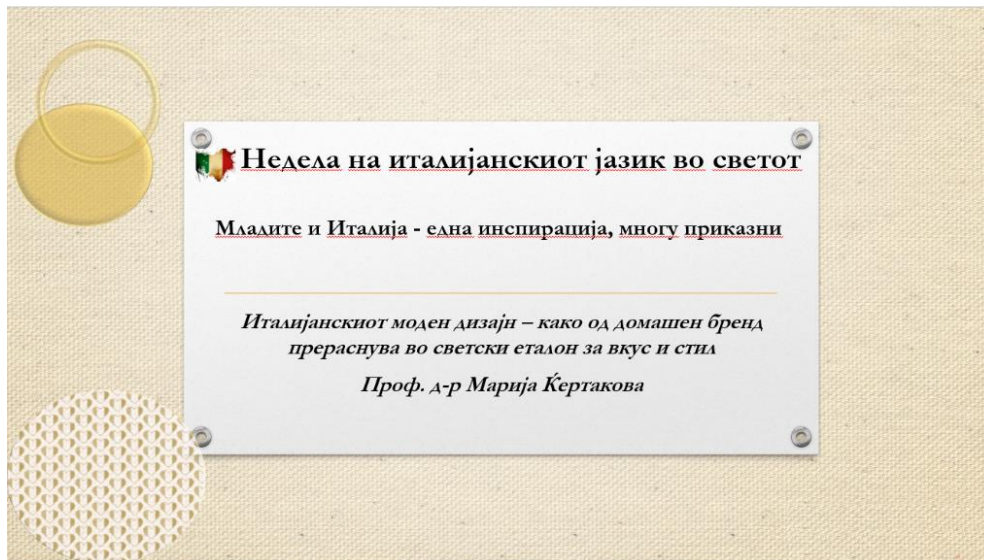 Недела на италијанскиот јазик во светот
Младите и Италија - една инспирација, многу приказни
Италијанскиот моден дизајн – како од домашен бренд
прераснува во светски еталон за вкус и стил
Проф. д-р Марија Ќертакова